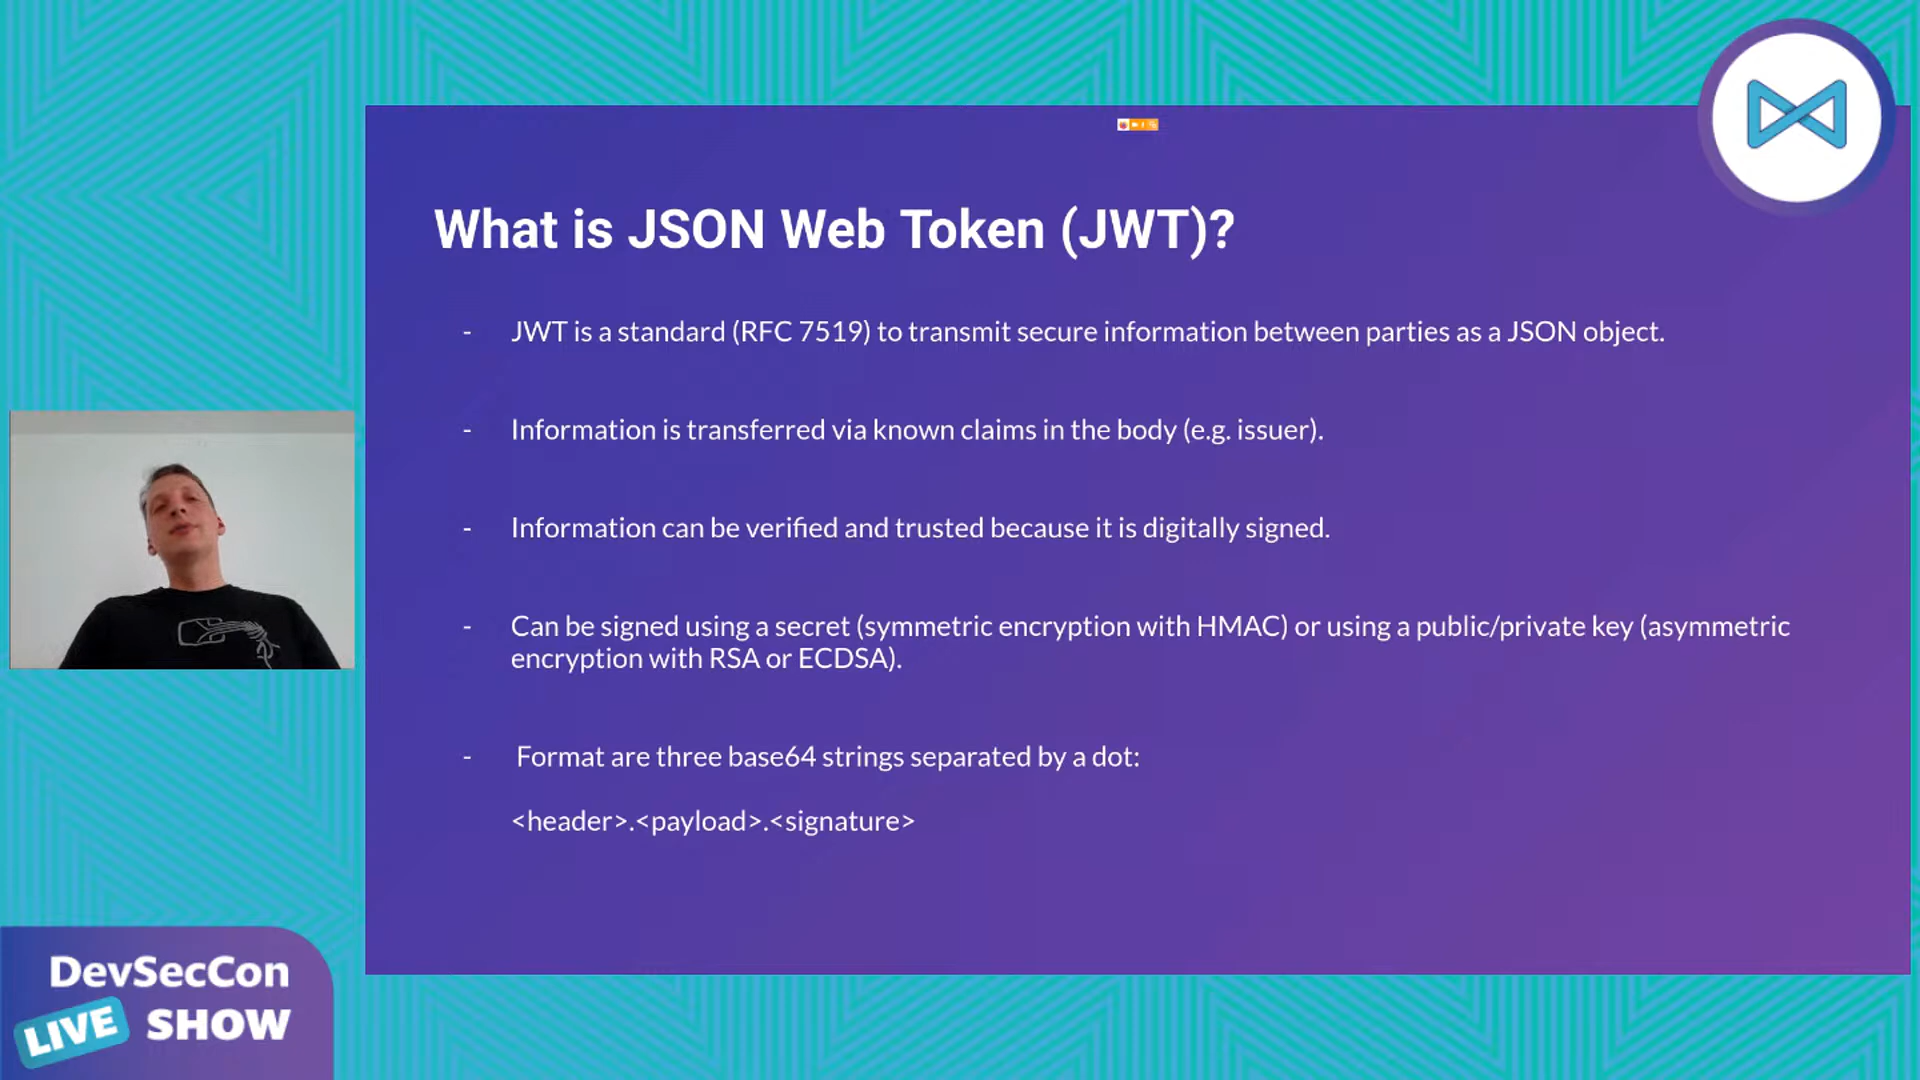 What is JSON Web Token (JWT)?
- JWT is a standard (RFC 7519) to transmit secure information between parties as a JSON object.
- Information is transferred via known claims in the body (e.g. issuer).
- Information can be verified and trusted because it is digitally signed.
- Can be signed using a secret (symmetric encryption with HMAC) or using a public/private key (asymmetric
encryption with RSA or ECDSA).
- Format are three base64 strings separated by a dot:
<header>.<payload>.<signature>
DevSecCon
LIVE SHOW